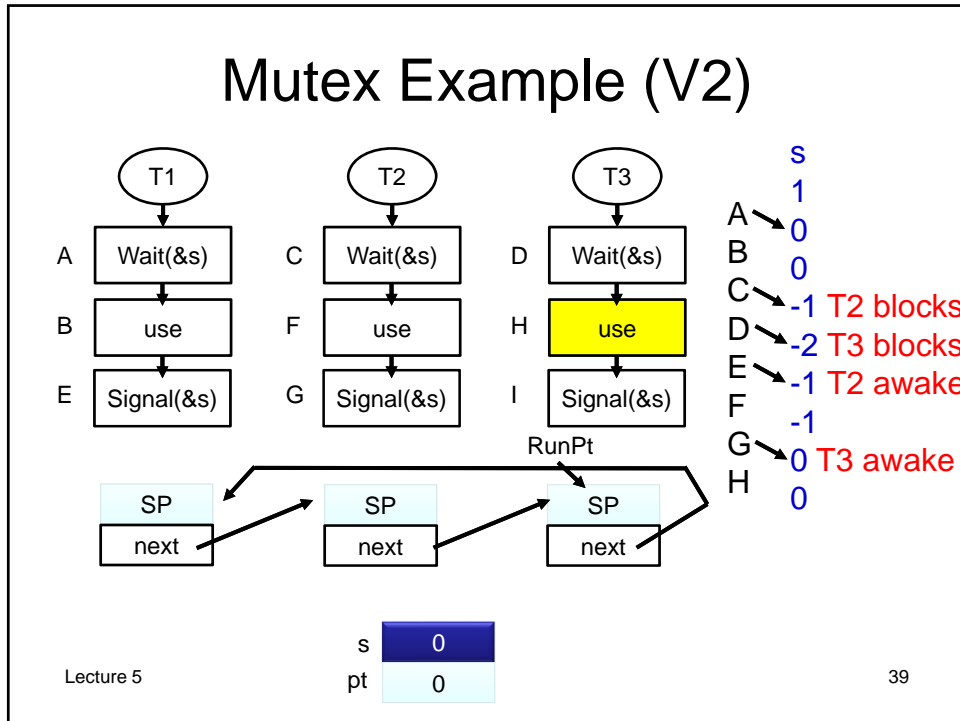 Mutex Example (V2)
T1
T2
T3
A
Wait(&s)
C
Wait(&s)
D
Wait(&s)
B
use
F
use
H
use
E
Signal(&s)
G
Signal(&s)
I
Signal(&s)
s
1
A
0
B
0
C
-1 T2 blocks
D
-2 T3 blocks
E
-1 T2 awake
F
-1
G
0 T3 awake
H
0
RunPt
SP
SP
SP
next
next
next
s
0
pt
0
Lecture 5
39